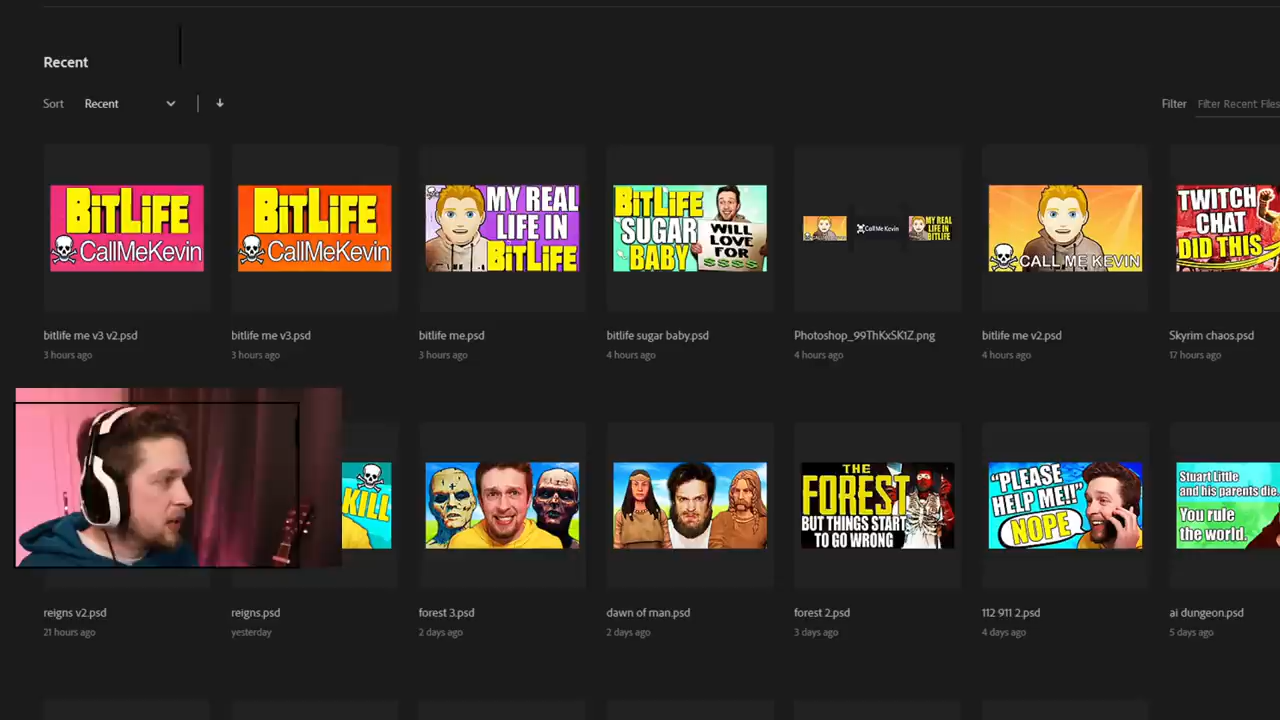 Recent
Sort Recent
Filter Filter Recent Files
BitLife
CallMeKevin
BitLife
CallMeKevin
MY REAL
LIFE IN
BitLife
BitLife
SUGAR
BABY
WILL
LOVE
FOR
$$$$
CallMeKevin
MY REAL
LIFE IN
BITLIFE
CALL ME KEVIN
TWITCH
CHAT
DID THIS
bitlife me v3 v2.psd
bitlife me v3.psd
bitlife me.psd
bitlife sugar baby.psd
Photoshop_99ThKxSK1Z.png
bitlife me v2.psd
Skyrim chaos.psd
3 hours ago
3 hours ago
3 hours ago
4 hours ago
4 hours ago
4 hours ago
17 hours ago
KILL
THE
FOREST
BUT THINGS START
TO GO WRONG
"PLEASE
HELP ME!!"
NOPE
Stuart Little
and his parents die.
You rule
the world.
reigns v2.psd
reigns.psd
forest 3.psd
dawn of man.psd
forest 2.psd
112 911 2.psd
ai dungeon.psd
21 hours ago
yesterday
2 days ago
2 days ago
3 days ago
4 days ago
5 days ago